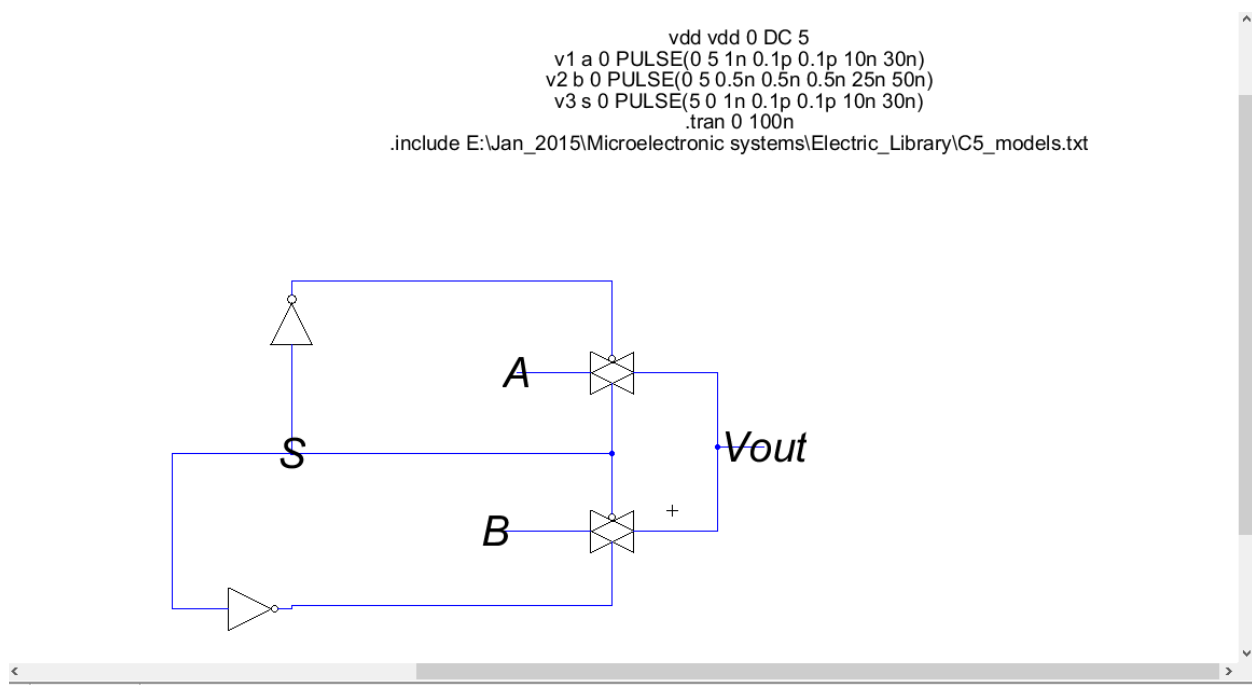 vdd vdd 0 DC 5
v1 a 0 PULSE(0 5 1n 0.1p 0.1p 10n 30n)
v2 b 0 PULSE(0 5 0.5n 0.5n 0.5n 25n 50n)
v3 s 0 PULSE(5 0 1n 0.1p 0.1p 10n 30n)
.tran 0 100n
.include E:\Jan_2015\Microelectronic systems\Electric_Library\C5_models.txt
A
S
Vout
B